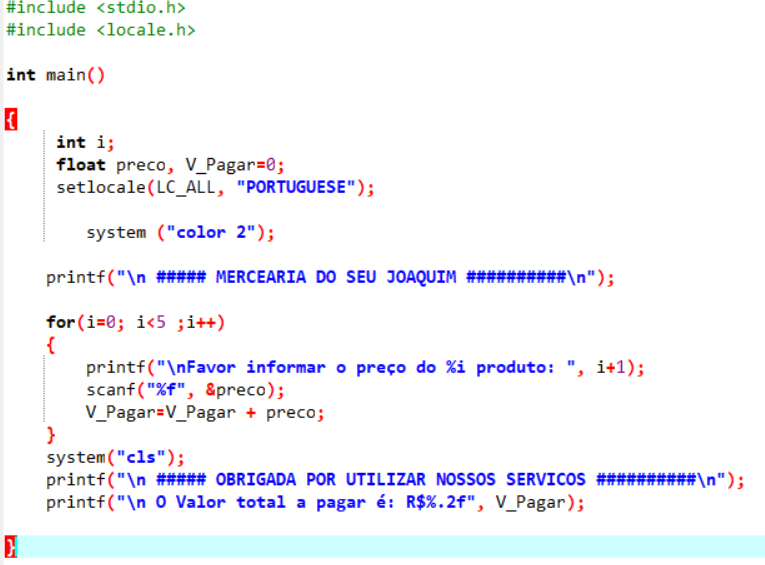 #include <stdio.h>
#include <locale.h>
int main()
{
int i;
float preco, V_Pagar=0;
setlocale(LC_ALL, "PORTUGUESE");
system ("color 2");
printf("\n ##### MERCEARIA DO SEU JOAQUIM ##########\n");
for(i=0; i<5 ;i++)
{
printf("\nFavor informar o preço do %i produto: ", i+1);
scanf("%f", &preco);
V_Pagar=V_Pagar + preco;
}
system("cls");
printf("\n ##### OBRIGADA POR UTILIZAR NOSSOS SERVICOS ##########\n");
printf("\n O Valor total a pagar é: R$%.2f", V_Pagar);
}